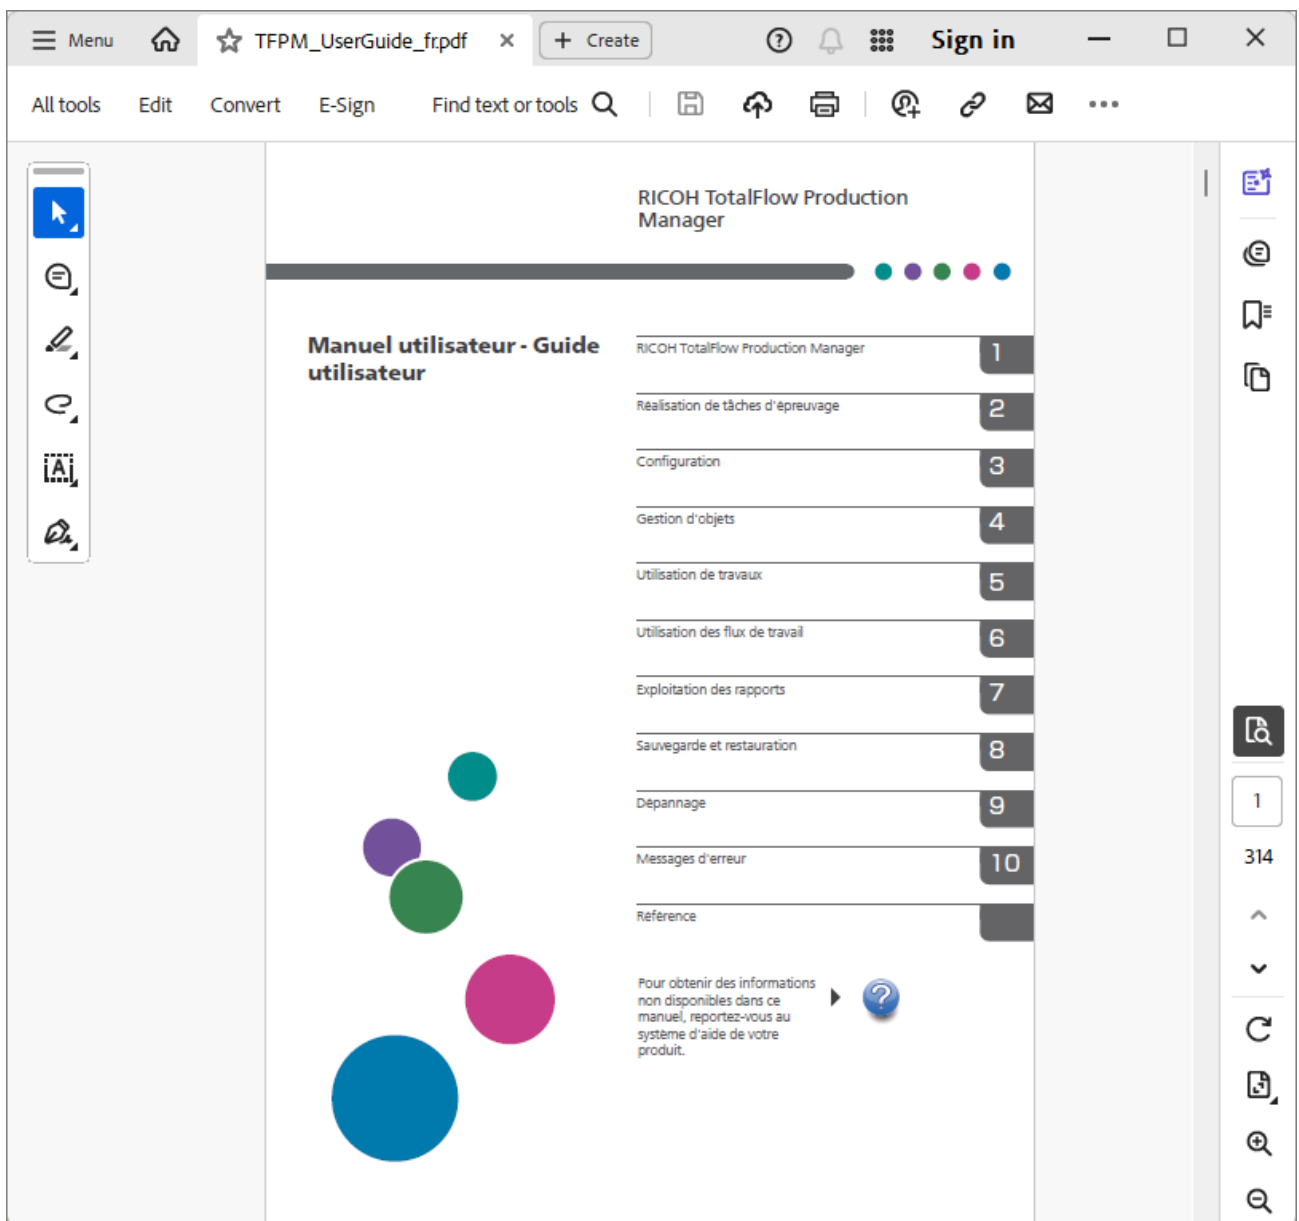 Menu
TFPM_UserGuide_fr.pdf
Create
Sign in
All tools
Edit
Convert
E-Sign
Find text or tools
RICOH TotalFlow Production
Manager
Manuel utilisateur - Guide
utilisateur
RICOH TotalFlow Production Manager 1
Réalisation de tâches d'épreuvage 2
Configuration 3
Gestion d'objets 4
Utilisation de travaux 5
Utilisation des flux de travail 6
Exploitation des rapports 7
Sauvegarde et restauration 8
Dépannage 9
Messages d'erreur 10
Référence
Pour obtenir des informations
non disponibles dans ce
manuel, reportez-vous au
système d'aide de votre
produit.
?
1
314